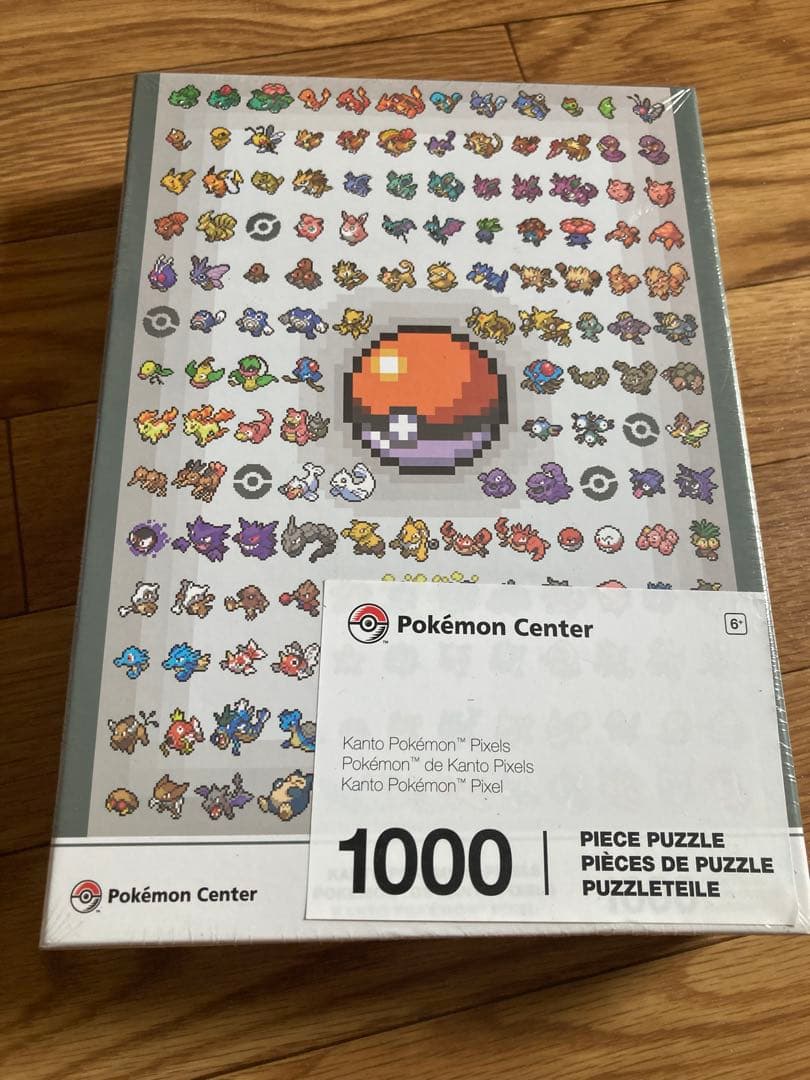 Pokémon Center
6+
Kanto Pokémon™ Pixels
Pokémon™ de Kanto Pixels
Kanto Pokémon™ Pixel
1000
PIECE PUZZLE
PIÈCES DE PUZZLE
PUZZLETEILE
Pokémon Center